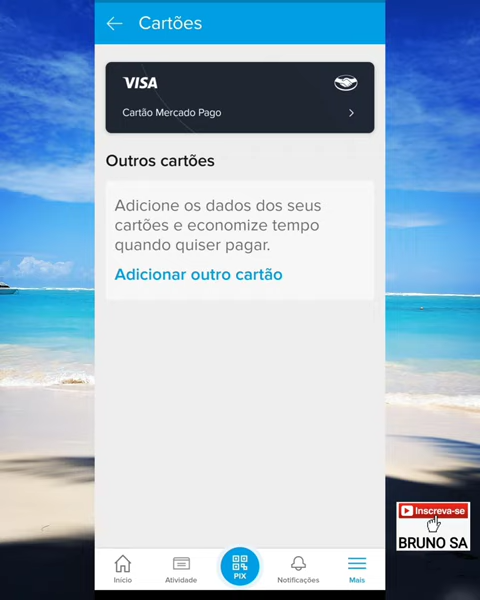 Cartões
VISA
Cartão Mercado Pago
Outros cartões
Adicione os dados dos seus
cartões e economize tempo
quando quiser pagar.
Adicionar outro cartão
Inscreva-se
BRUNO SA
PIX
Início
Atividade
Notificações
Mais